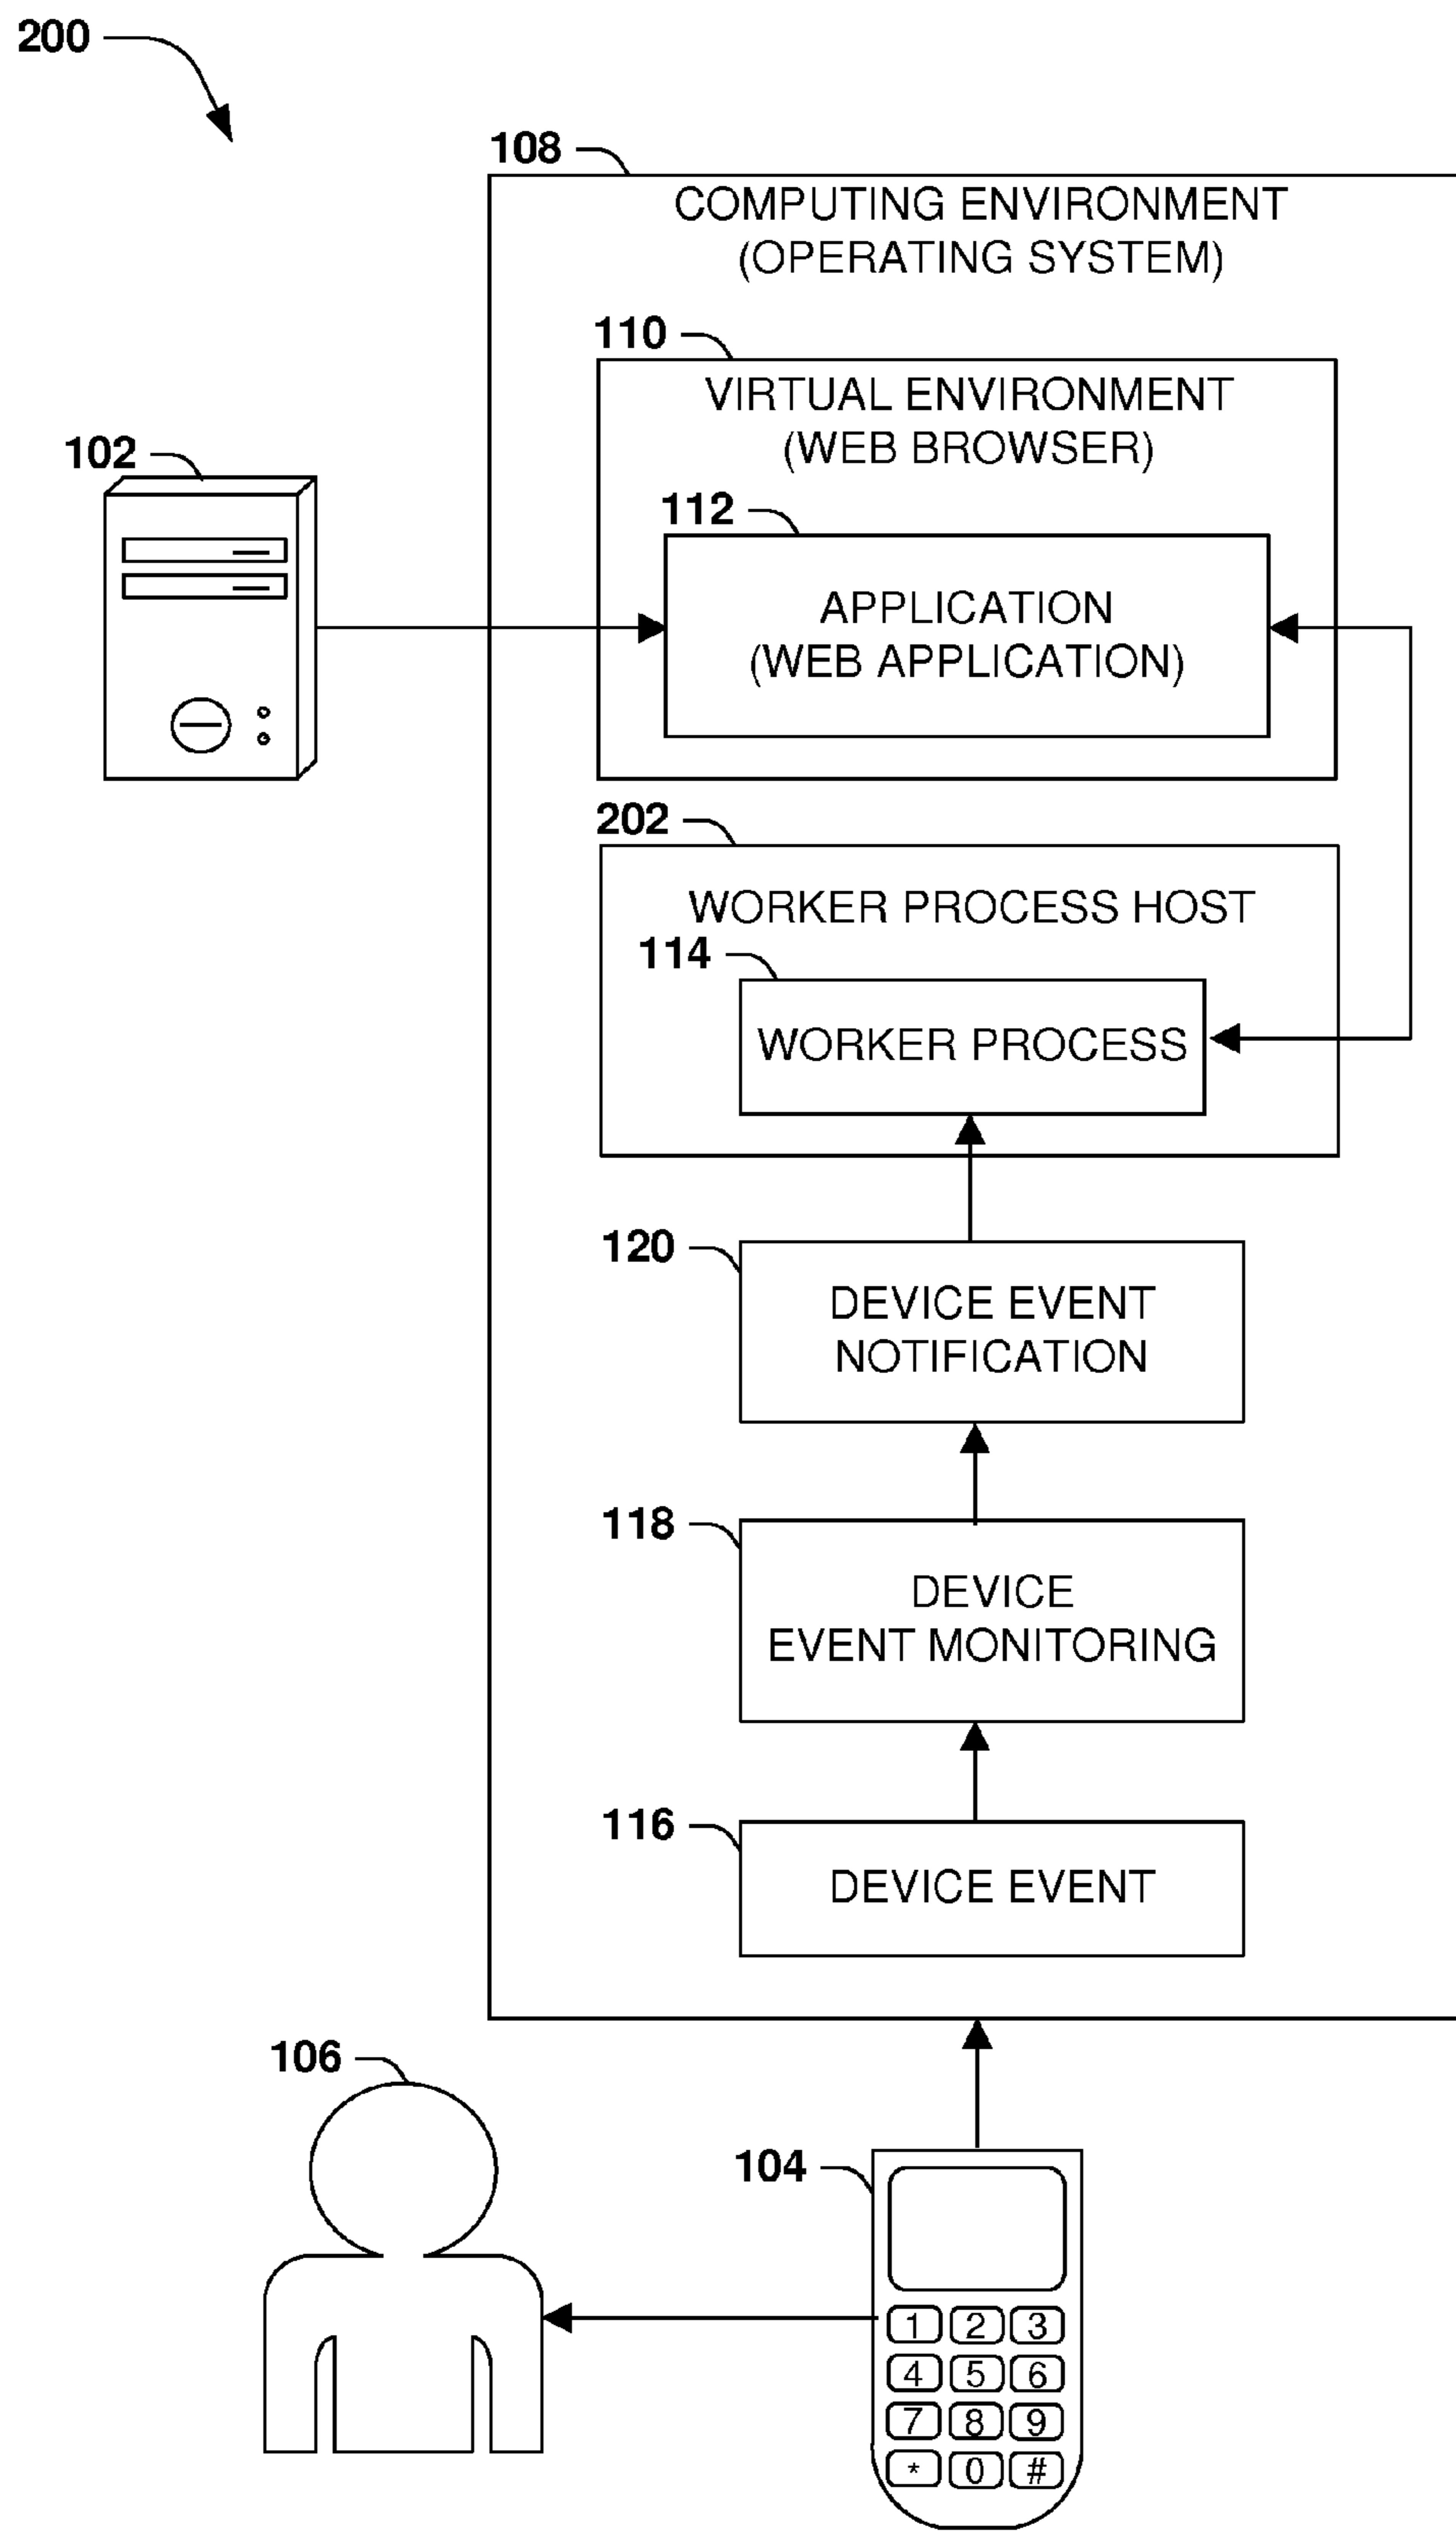 200
108
COMPUTING ENVIRONMENT
(OPERATING SYSTEM)
110
VIRTUAL ENVIRONMENT
(WEB BROWSER)
102
112
APPLICATION
(WEB APPLICATION)
202
WORKER PROCESS HOST
114
WORKER PROCESS
120
DEVICE EVENT
NOTIFICATION
118
DEVICE
EVENT MONITORING
116
DEVICE EVENT
106
104
1 2 3
4 5 6
7 8 9
* 0 #